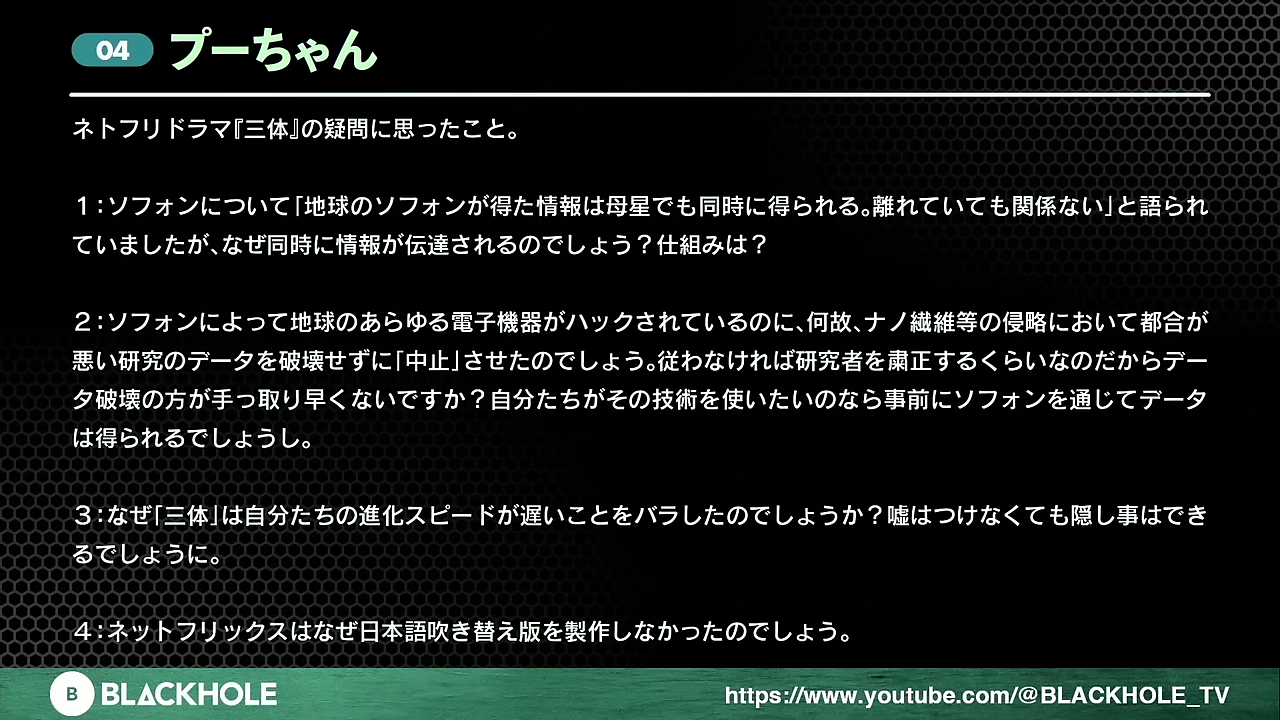 04 プーちゃん
ネトフリドラマ『三体』の疑問に思ったこと。
1：ソフォンについて「地球のソフォンが得た情報は母星でも同時に得られる。離れていても関係ない」と語られ
ていましたが、なぜ同時に情報が伝達されるのでしょう？仕組みは？
2：ソフォンによって地球のあらゆる電子機器がハックされているのに、何故、ナノ繊維等の侵略において都合が
悪い研究のデータを破壊せずに「中止」させたのでしょう。従わなければ研究者を粛正するくらいなのだからデー
タ破壊の方が手っ取り早くないですか？自分たちがその技術を使いたいのなら事前にソフォンを通じてデータ
は得られるでしょうし。
3：なぜ「三体」は自分たちの進化スピードが遅いことをバラしたのでしょうか？嘘はつけなくても隠し事はでき
るでしょうに。
4：ネットフリックスはなぜ日本語吹き替え版を製作しなかったのでしょう。
B BLACKHOLE
https://www.youtube.com/@BLACKHOLE_TV